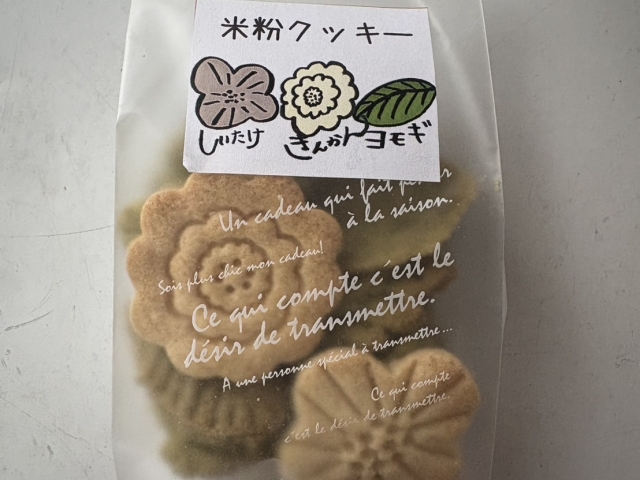 米粉クッキー
しいたけ きんかん ヨモギ
Un cadeau qui fait
à la saison.
Sois plus chic mon cadeau!
Ce qui compte c'est le
désir de transmettre.
A une personne spécial à transmettre...
Ce qui compte
c'est le désir de transmettre.